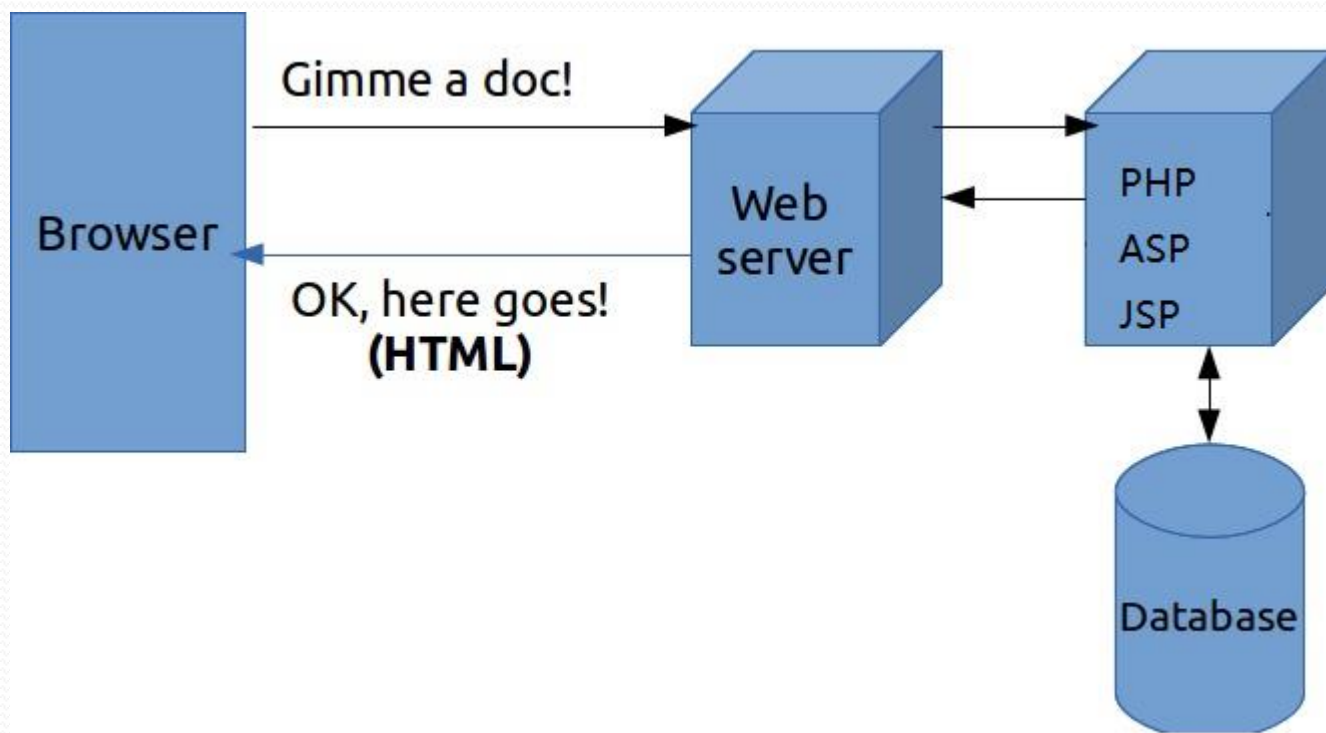 Gimme a doc!
Browser
OK, here goes!
(HTML)
Web
server
PHP
ASP
JSP
Database